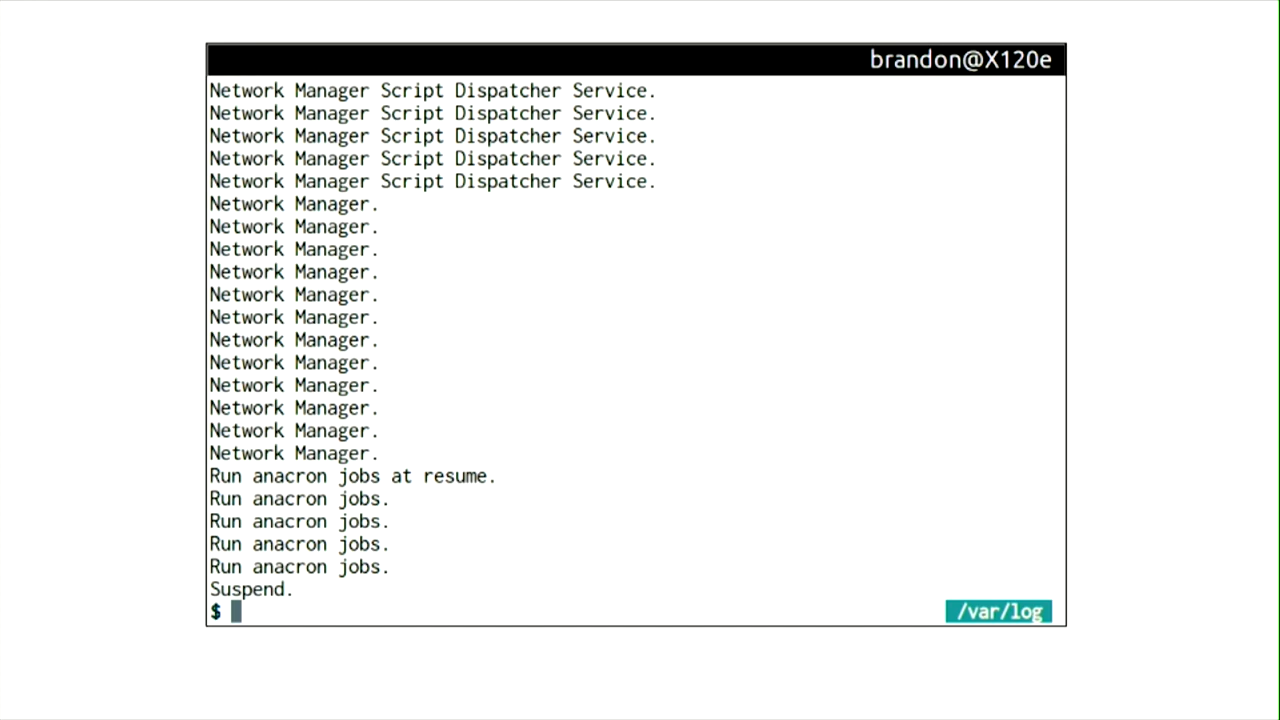 brandon@X120e
Network Manager Script Dispatcher Service.
Network Manager Script Dispatcher Service.
Network Manager Script Dispatcher Service.
Network Manager Script Dispatcher Service.
Network Manager Script Dispatcher Service.
Network Manager.
Network Manager.
Network Manager.
Network Manager.
Network Manager.
Network Manager.
Network Manager.
Network Manager.
Network Manager.
Network Manager.
Network Manager.
Network Manager.
Run anacron jobs at resume.
Run anacron jobs.
Run anacron jobs.
Run anacron jobs.
Run anacron jobs.
Suspend.
$ /var/log